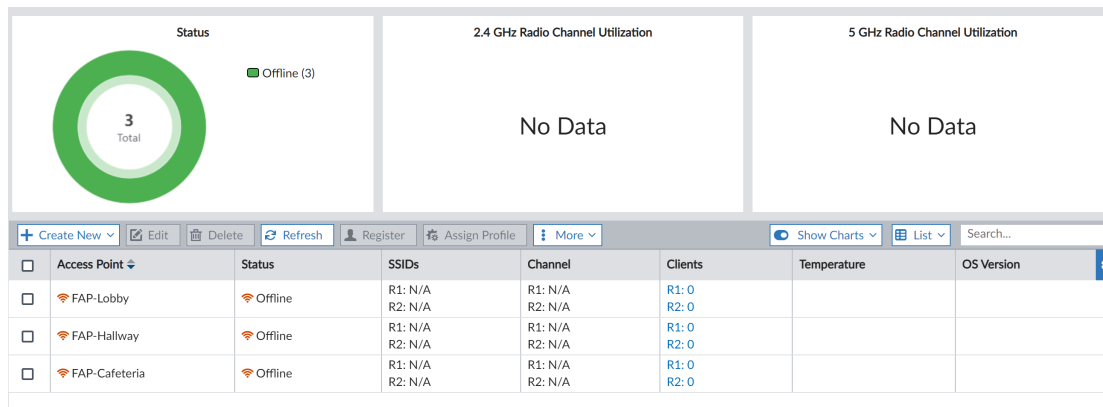 Status
Offline (3)
3
Total
2.4 GHz Radio Channel Utilization
No Data
5 GHz Radio Channel Utilization
No Data
Create New Edit Delete Refresh Register Assign Profile More Show Charts List Search...
Access Point Status SSIDs Channel Clients Temperature OS Version
FAP-Lobby Offline R1: N/A R1: N/A R1: 0
R2: N/A R2: N/A R2: 0
FAP-Hallway Offline R1: N/A R1: N/A R1: 0
R2: N/A R2: N/A R2: 0
FAP-Cafeteria Offline R1: N/A R1: N/A R1: 0
R2: N/A R2: N/A R2: 0